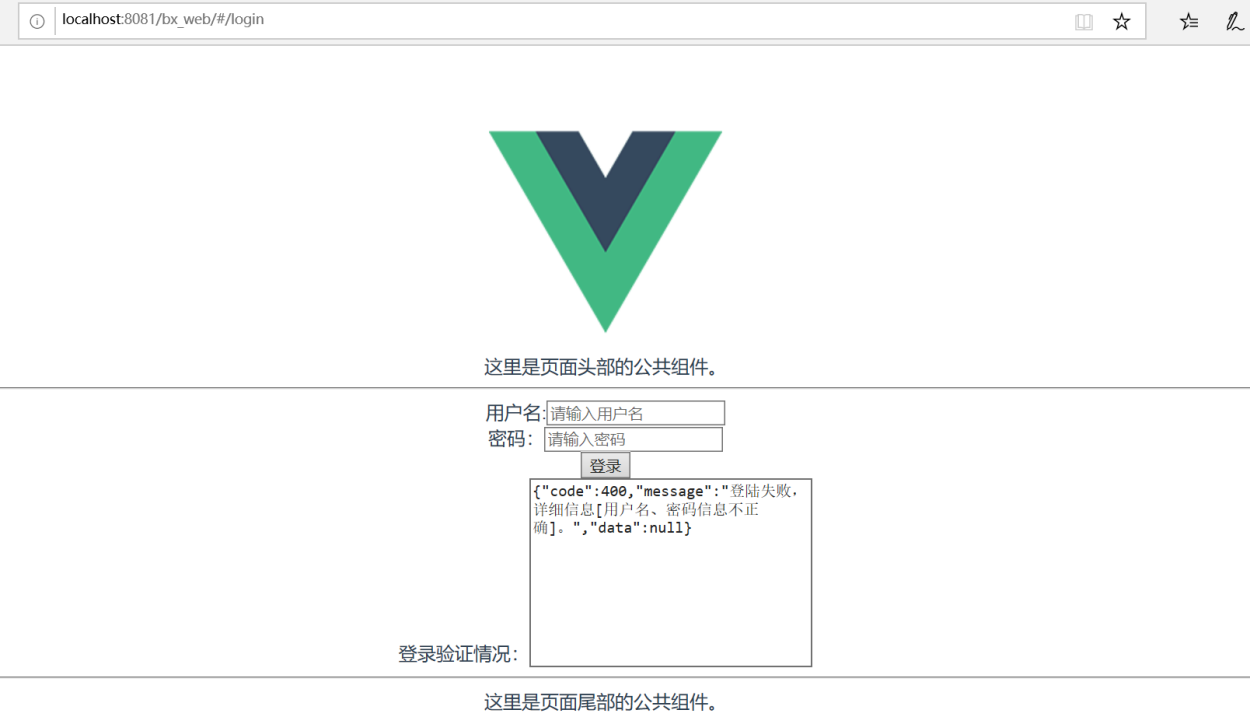 localhost:8081/bx_web/#/login
这里是页面头部的公共组件。
用户名:请输入用户名
密码：请输入密码
登录
{"code":400,"message":"登陆失败，
详细信息[用户名、密码信息不正
确]。","data":null}
登录验证情况：
这里是页面尾部的公共组件。